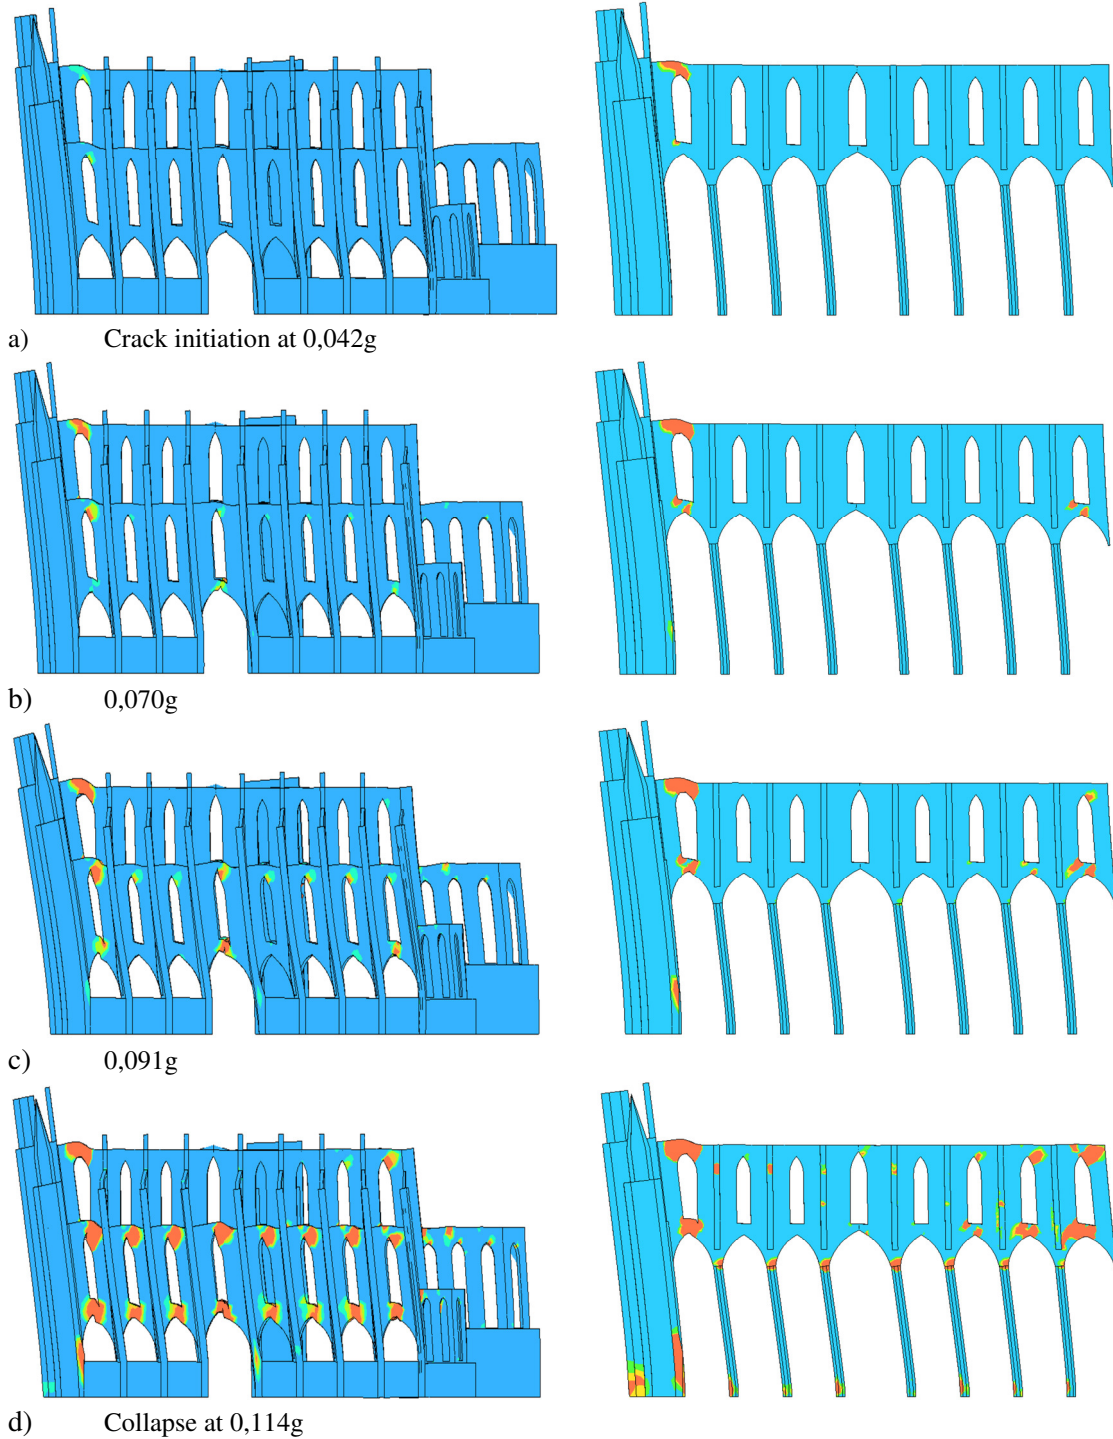 a) Crack initiation at 0,042g
b) 0,070g
c) 0,091g
d) Collapse at 0,114g